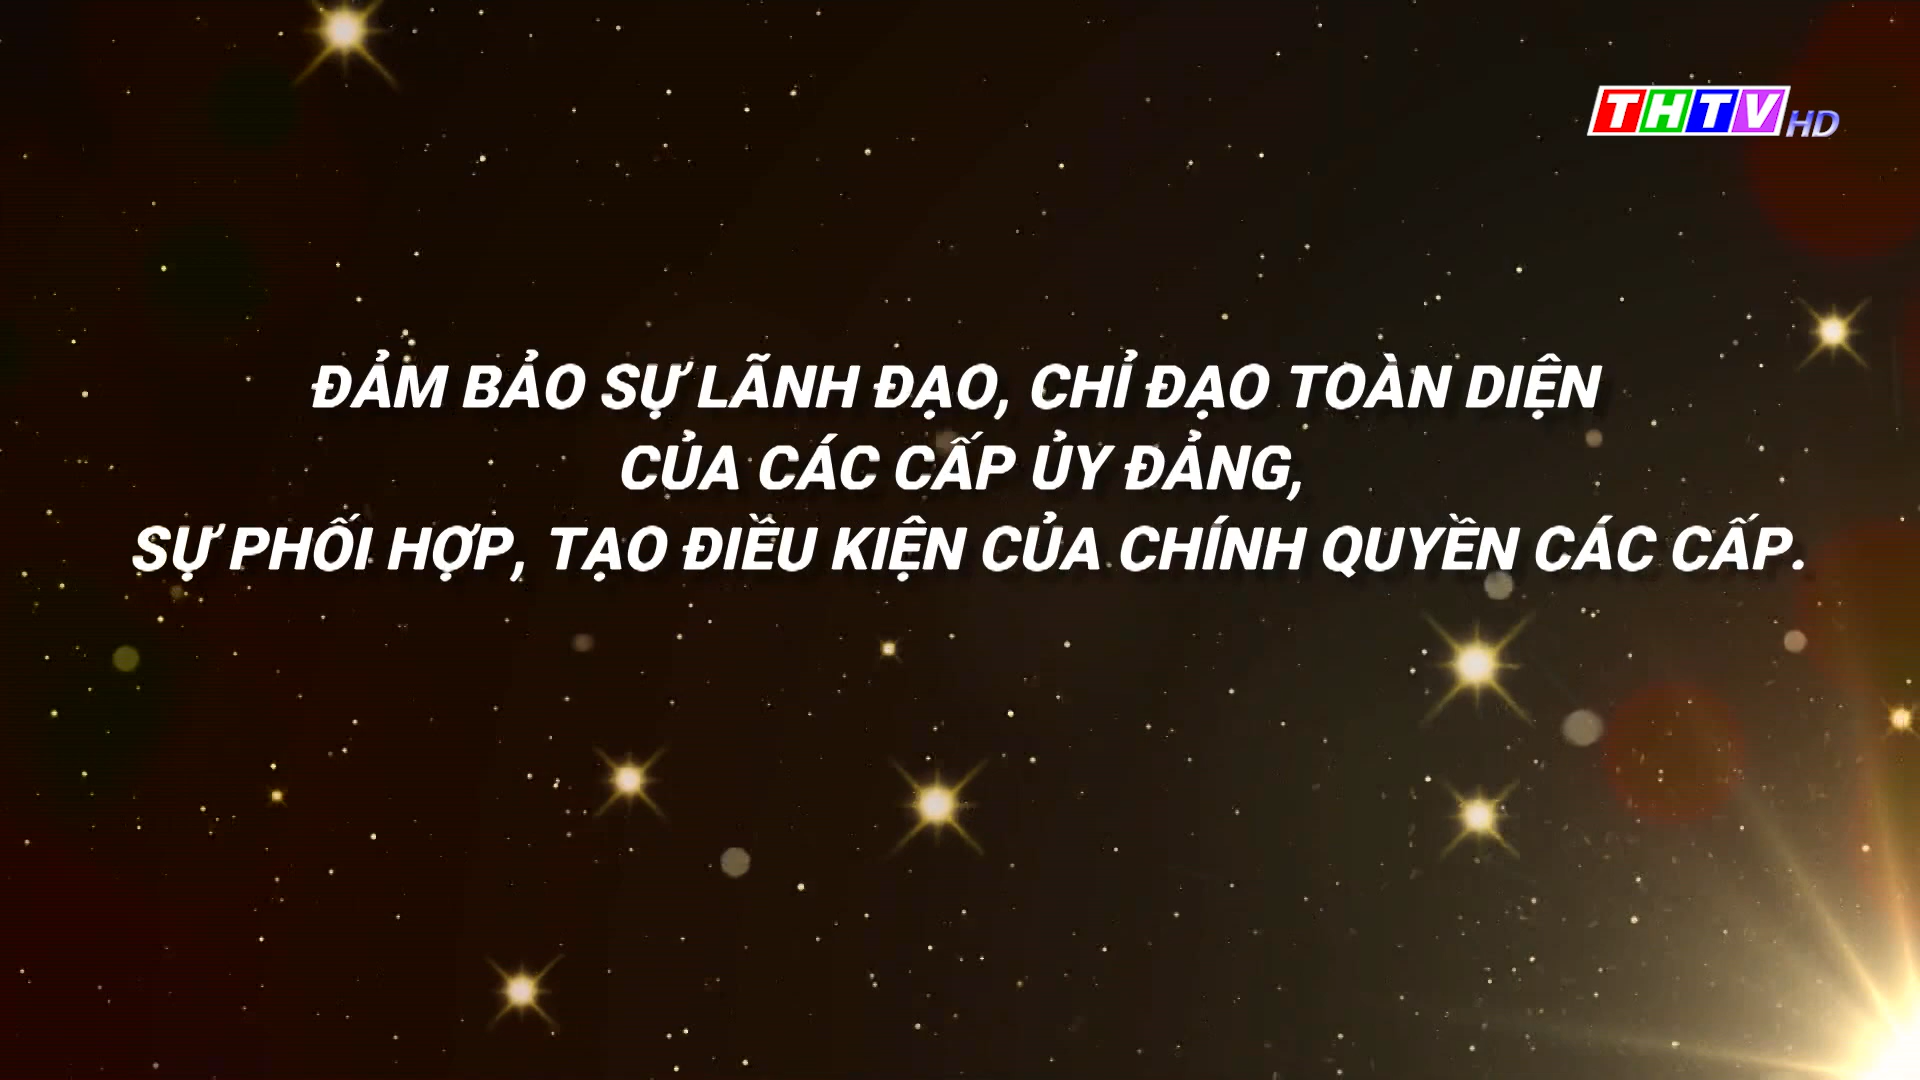 THTV HD
ĐẢM BẢO SỰ LÃNH ĐẠO, CHỈ ĐẠO TOÀN DIỆN
CỦA CÁC CẤP ỦY ĐẢNG,
SỰ PHỐI HỢP, TẠO ĐIỀU KIỆN CỦA CHÍNH QUYỀN CÁC CẤP.